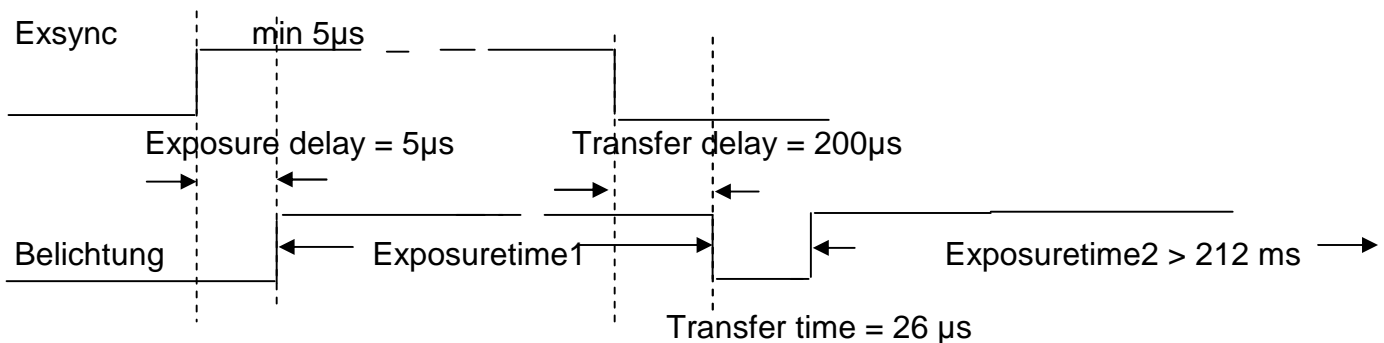 Exsync min 5µs
Exposure delay = 5µs Transfer delay = 200µs
Belichtung Exposuretime1 Exposuretime2 > 212 ms
Transfer time = 26 µs